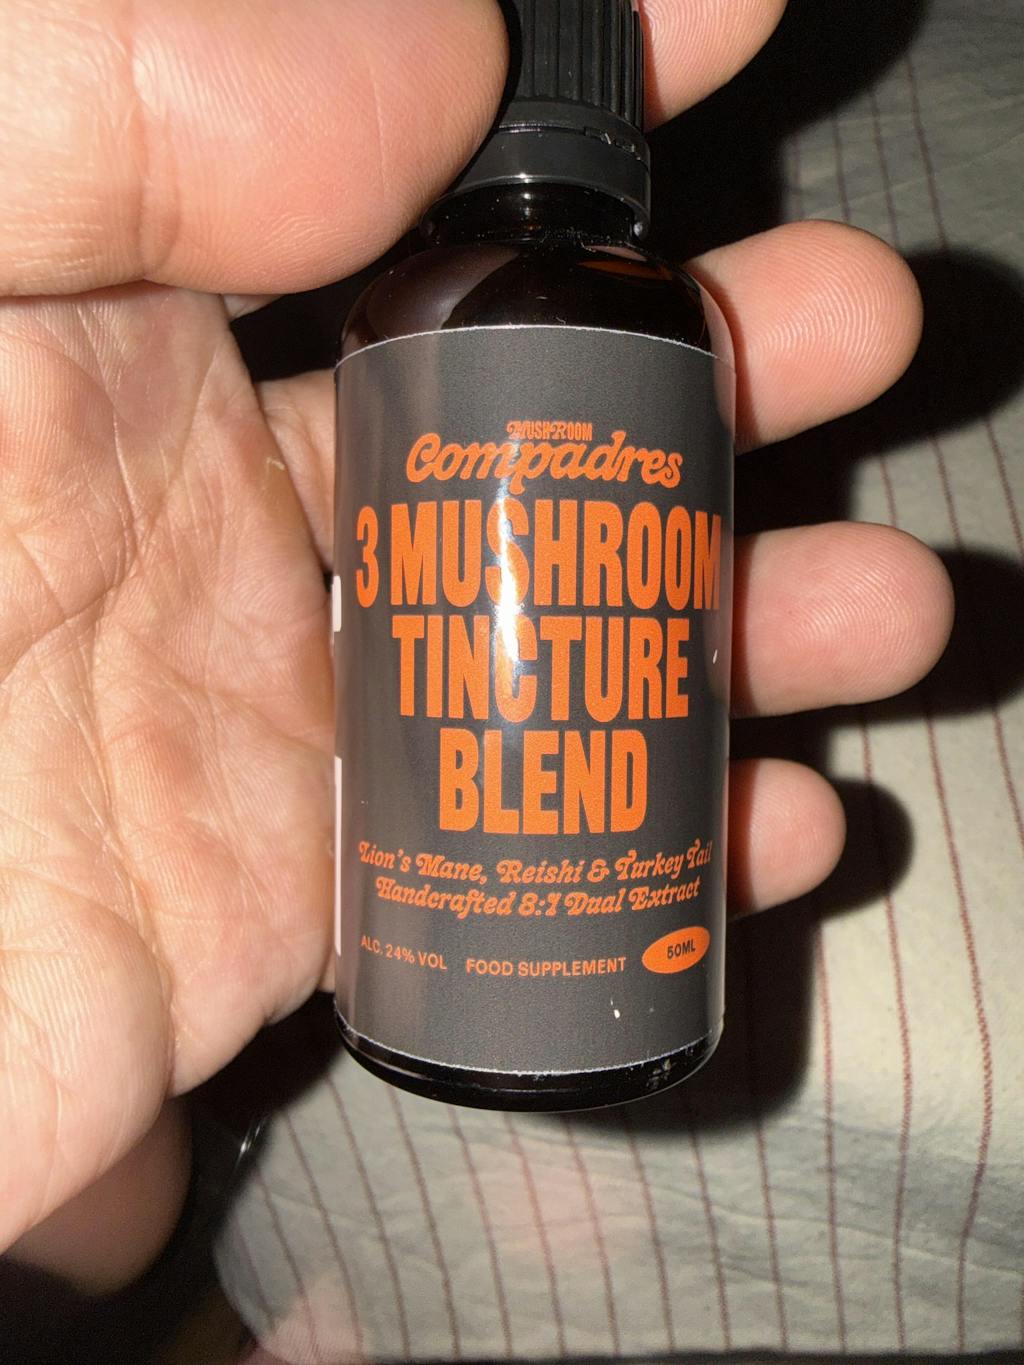 MUSHROOM
Compadres
3 MUSHROOM
TINCTURE
BLEND
Lion's Mane, Reishi & Turkey Tail
Handcrafted 8:1 Dual Extract
ALC. 24% VOL FOOD SUPPLEMENT 50ML